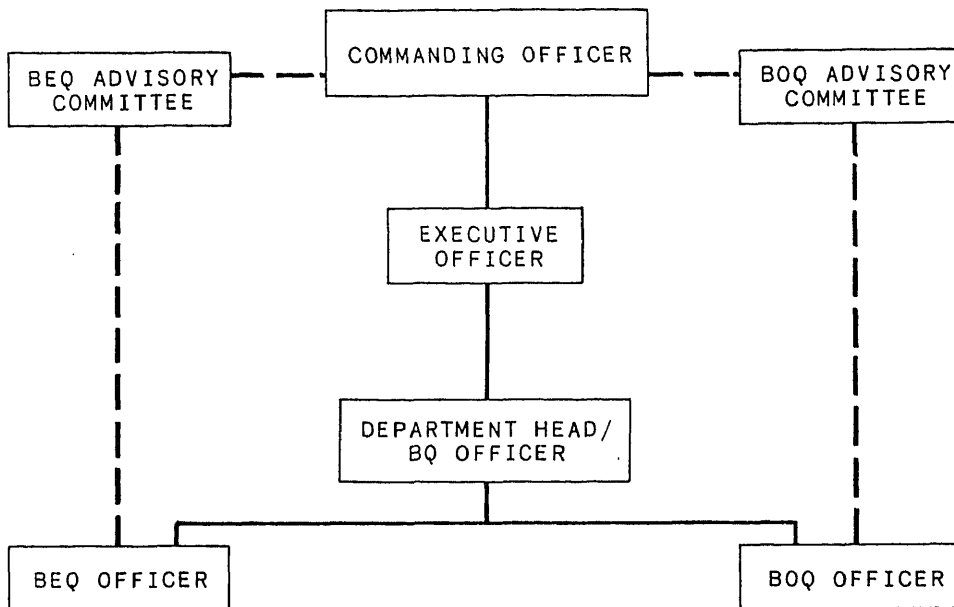 COMMANDING OFFICER
BEQ ADVISORY
COMMITTEE
BOQ ADVISORY
COMMITTEE
EXECUTIVE
OFFICER
DEPARTMENT HEAD/
BQ OFFICER
BEQ OFFICER
BOQ OFFICER